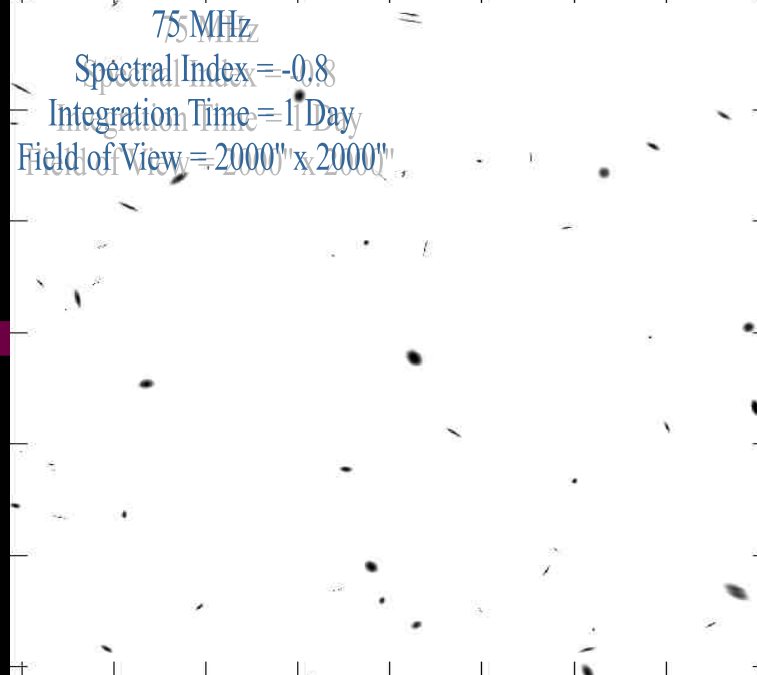 75 MHz
Spectral Index = -0.8
Integration Time = 1 Day
Field of View = 2000" x 2000"